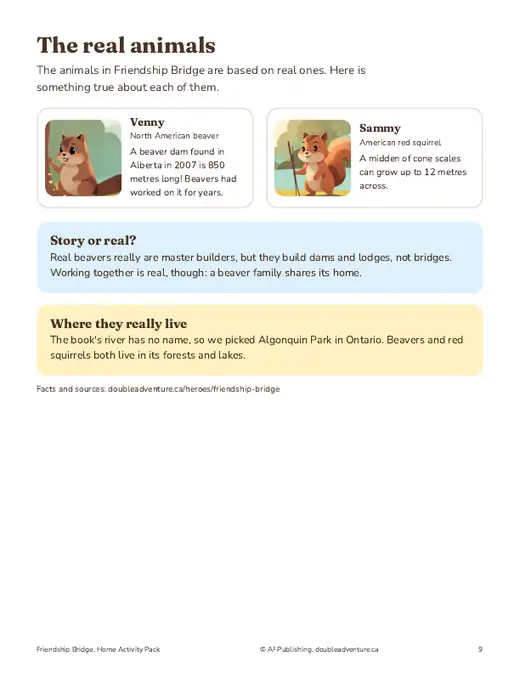 The real animals
The animals in Friendship Bridge are based on real ones. Here is
something true about each of them.
Venny
North American beaver
A beaver dam found in
Alberta in 2007 is 850
metres long! Beavers had
worked on it for years.
Sammy
American red squirrel
A midden of cone scales
can grow up to 12 metres
across.
Story or real?
Real beavers really are master builders, but they build dams and lodges, not bridges.
Working together is real, though: a beaver family shares its home.
Where they really live
The book's river has no name, so we picked Algonquin Park in Ontario. Beavers and red
squirrels both live in its forests and lakes.
Facts and sources: doubleadventure.ca/heroes/friendship-bridge
Friendship Bridge. Home Activity Pack
© A² Publishing. doubleadventure.ca
9